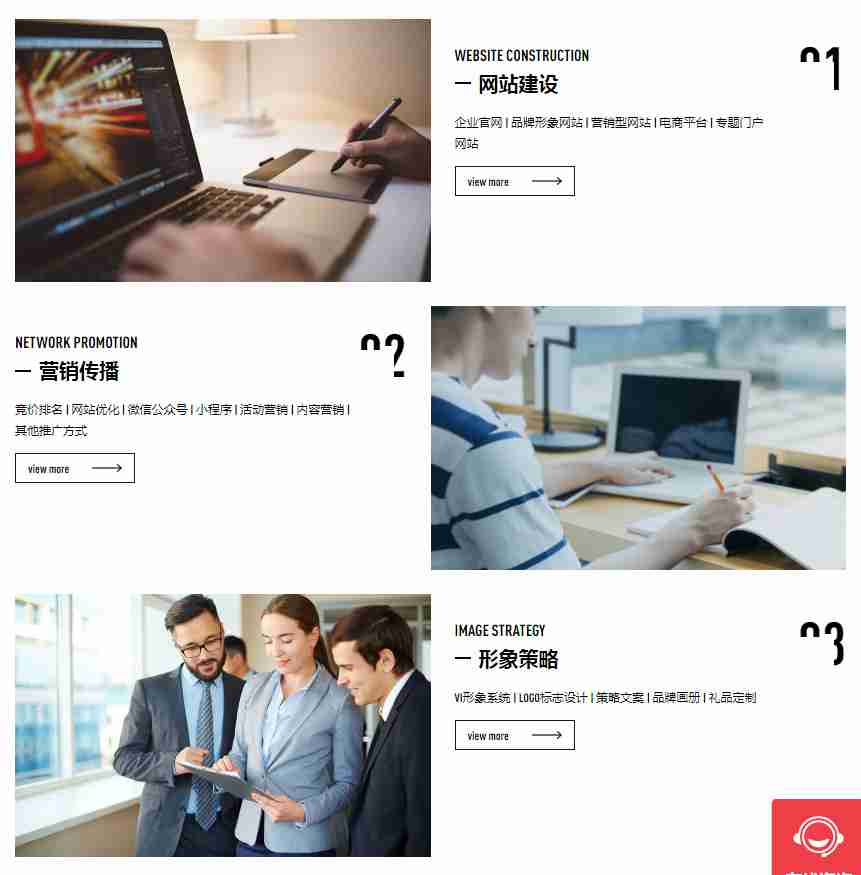 WEBSITE CONSTRUCTION
01
— 网站建设
企业官网 | 品牌形象网站 | 营销型网站 | 电商平台 | 专题门户
网站
view more
NETWORK PROMOTION
02
— 营销传播
竞价排名 | 网站优化 | 微信公众号 | 小程序 | 活动营销 | 内容营销 |
其他推广方式
view more
IMAGE STRATEGY
03
— 形象策略
VI形象系统 | LOGO标志设计 | 策略文案 | 品牌画册 | 礼品定制
view more